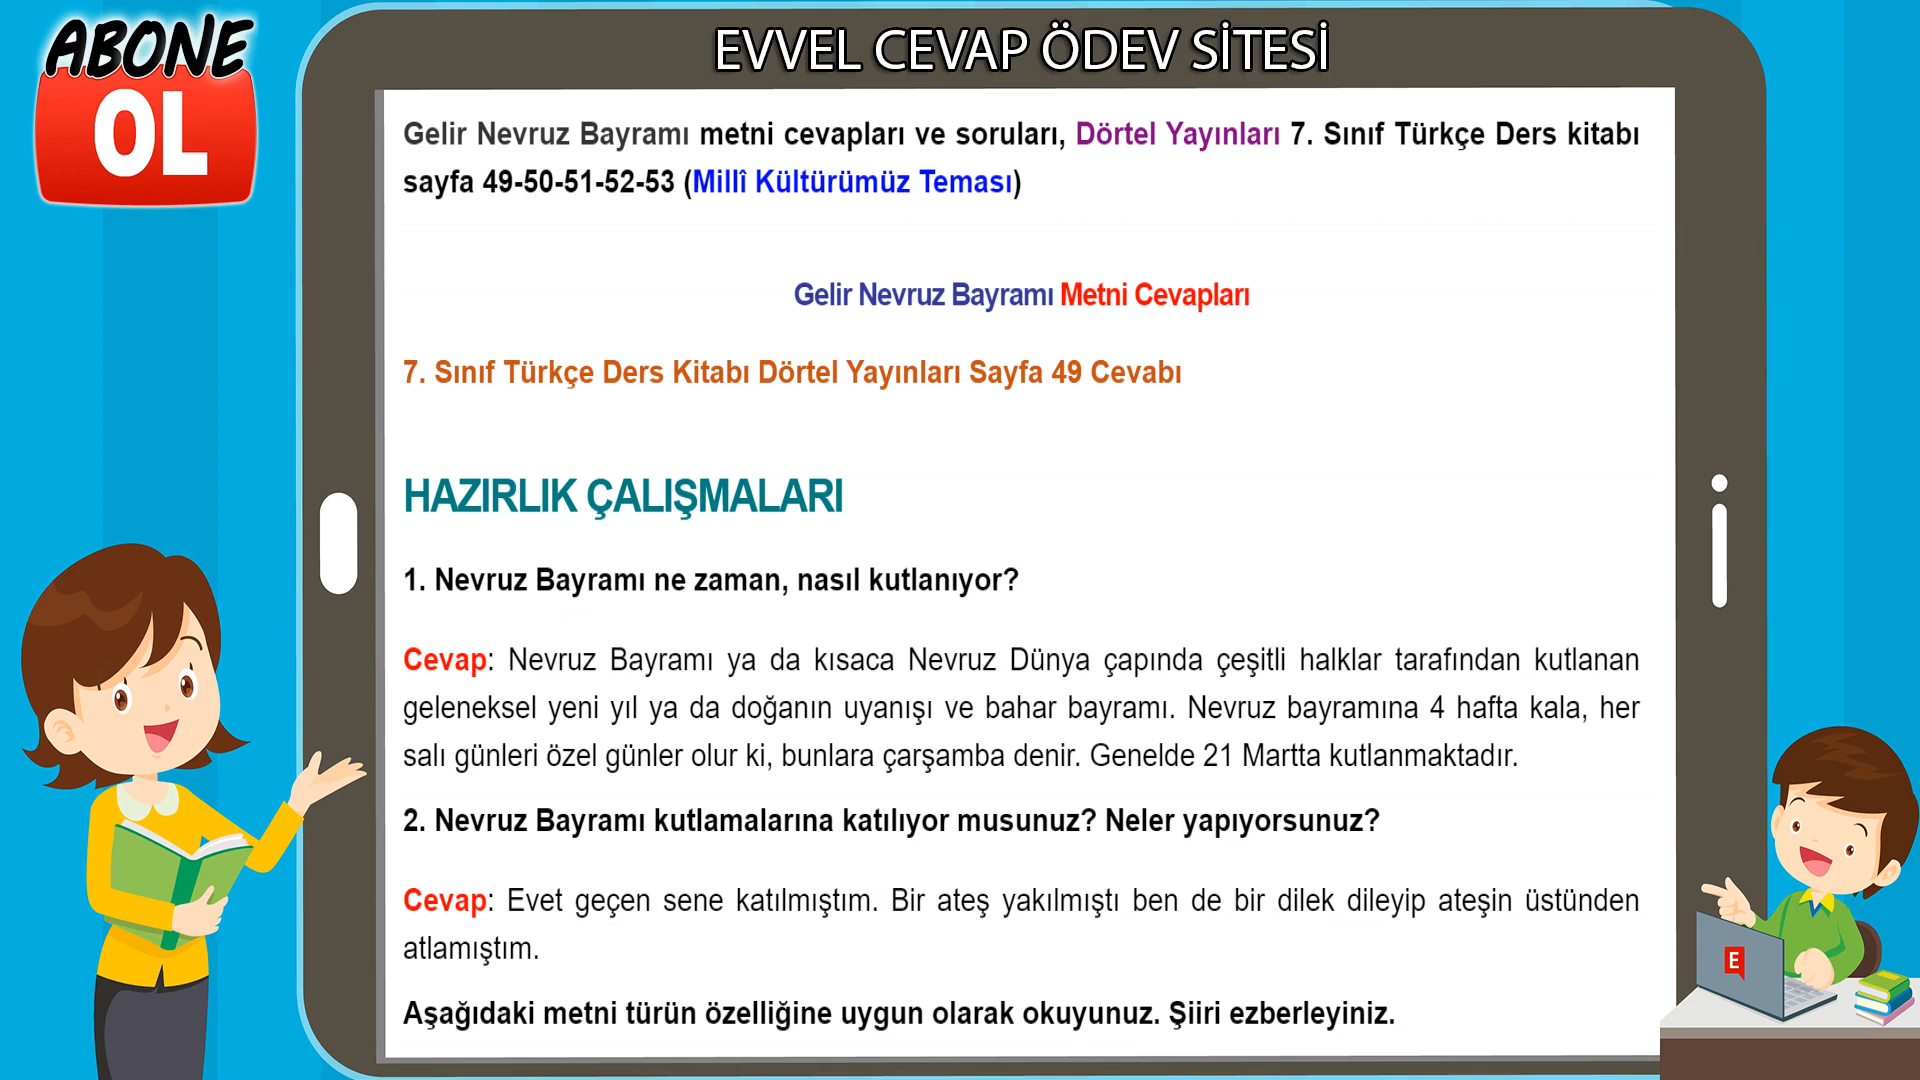 ABONE
OL
EVVEL CEVAP ÖDEV SİTESİ
Gelir Nevruz Bayramı metni cevapları ve soruları, Dörtel Yayınları 7. Sınıf Türkçe Ders kitabı
sayfa 49-50-51-52-53 (Millî Kültürümüz Teması)
Gelir Nevruz Bayramı Metni Cevapları
7. Sınıf Türkçe Ders Kitabı Dörtel Yayınları Sayfa 49 Cevabı
HAZIRLIK ÇALIŞMALARI
1. Nevruz Bayramı ne zaman, nasıl kutlanıyor?
Cevap: Nevruz Bayramı ya da kısaca Nevruz Dünya çapında çeşitli halklar tarafından kutlanan
geleneksel yeni yıl ya da doğanın uyanışı ve bahar bayramı. Nevruz bayramına 4 hafta kala, her
salı günleri özel günler olur ki, bunlara çarşamba denir. Genelde 21 Martta kutlanmaktadır.
2. Nevruz Bayramı kutlamalarına katılıyor musunuz? Neler yapıyorsunuz?
Cevap: Evet geçen sene katılmıştım. Bir ateş yakılmıştı ben de bir dilek dileyip ateşin üstünden
atlamıştım.
Aşağıdaki metni türün özelliğine uygun olarak okuyunuz. Şiiri ezberleyiniz.
E